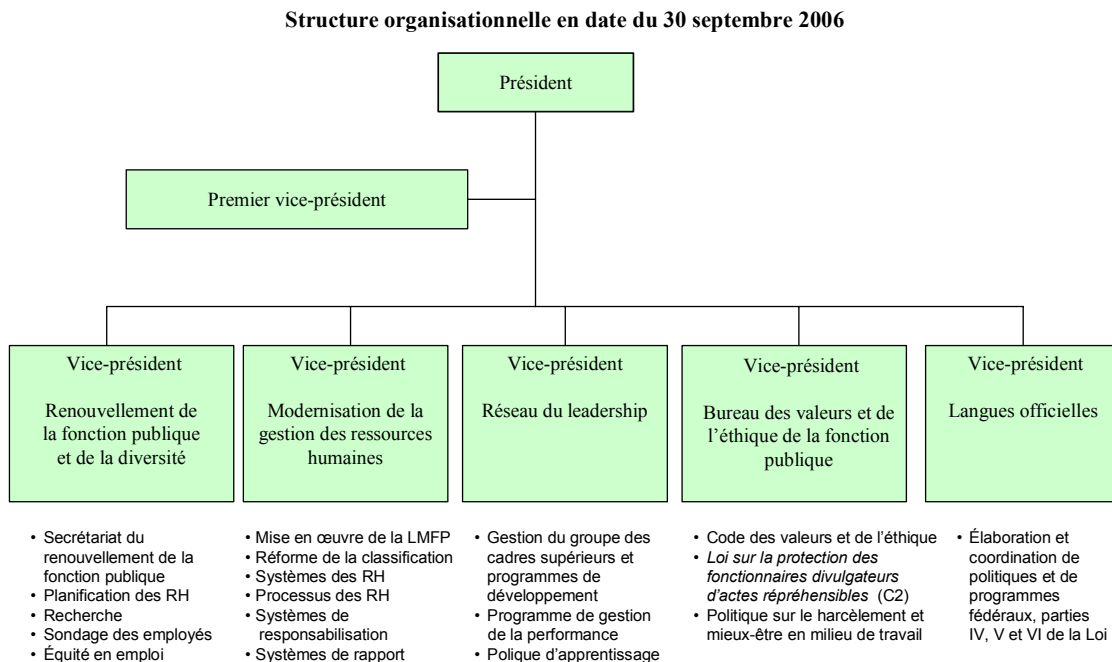 Structure organisationnelle en date du 30 septembre 2006
Président
Premier vice-président
Vice-président
Renouvellement de
la fonction publique
et de la diversité
Vice-président
Modernisation de la
gestion des ressources
humaines
Vice-président
Réseau du leadership
Vice-président
Bureau des valeurs et de
l’éthique de la fonction
publique
Vice-président
Langues officielles
• Secrétariat du
renouvellement de la
fonction publique
• Planification des RH
• Recherche
• Sondage des employés
• Équité en emploi
• Mise en œuvre de la LMFP
• Réforme de la classification
• Systèmes des RH
• Processus des RH
• Systèmes de
responsabilisation
• Systèmes de rapport
• Gestion du groupe des
cadres supérieurs et
programmes de
développement
• Programme de gestion
de la performance
• Polique d’apprentissage
• Code des valeurs et de l’éthique
• Loi sur la protection des
fonctionnaires divulgateurs
d’actes répréhensibles (C2)
• Politique sur le harcèlement et
mieux-être en milieu de travail
• Élaboration et
coordination de
politiques et de
programmes
fédéraux, parties
IV, V et VI de la Loi